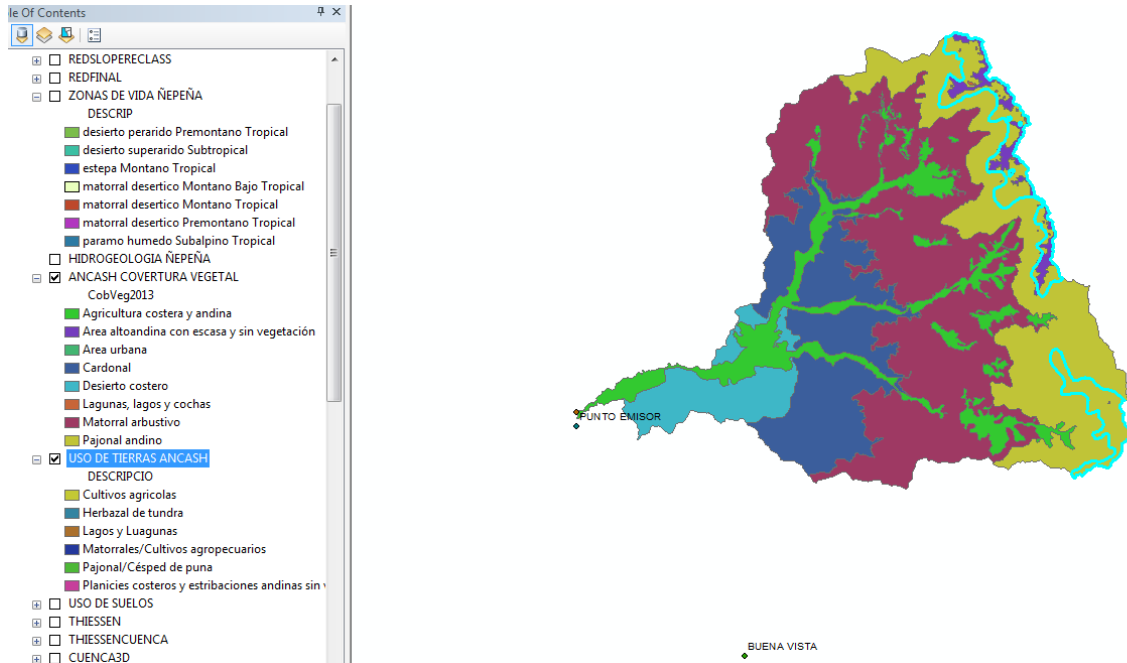 le Of Contents
REDSLOPERECLASS
REDFINAL
ZONAS DE VIDA ÑEPEÑA
DESCRIP
desierto perarido Premontano Tropical
desierto superarido Subtropical
estepa Montano Tropical
matorral desertico Montano Bajo Tropical
matorral desertico Montano Tropical
matorral desertico Premontano Tropical
paramo humedo Subalpino Tropical
HIDROGEOLOGIA ÑEPEÑA
ANCASH COVERTURA VEGETAL
CobVeg2013
Agricultura costera y andina
Area altoandina con escasa y sin vegetación
Area urbana
Cardonal
Desierto costero
Lagunas, lagos y cochas
Matorral arbustivo
Pajonal andino
USO DE TIERRAS ANCASH
DESCRIPCIO
Cultivos agricolas
Herbazal de tundra
Lagos y Luagunas
Matorrales/Cultivos agropecuarios
Pajonal/Césped de puna
Planicies costeros y estribaciones andinas sin
USO DE SUELOS
THIESSEN
THIESSENCUENCA
CUENCA3D
PUNTO EMISOR
BUENA VISTA